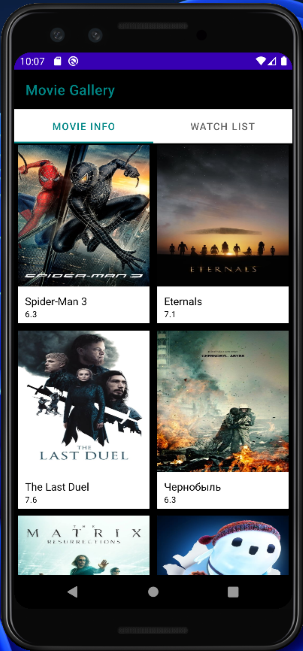 10:07
Movie Gallery
MOVIE INFO
WATCH LIST
SPIDER-MAN 3
ETERNALS
Spider-Man 3
6.3
Eternals
7.1
THE
LAST DUEL
The Last Duel
7.6
Чернобыль
6.3
THE
MATRIX
RESURRECTIONS